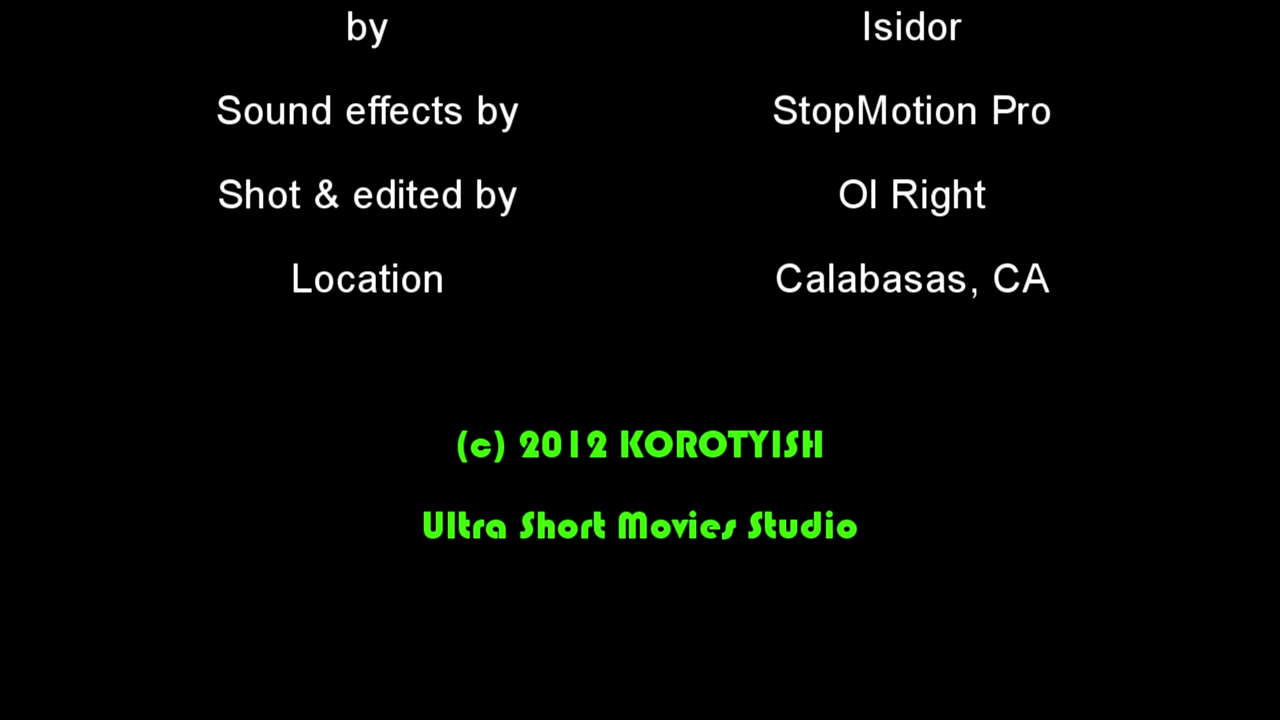 by Isidor
Sound effects by StopMotion Pro
Shot & edited by Ol Right
Location Calabasas, CA
(c) 2012 KOROTYISH
Ultra Short Movies Studio